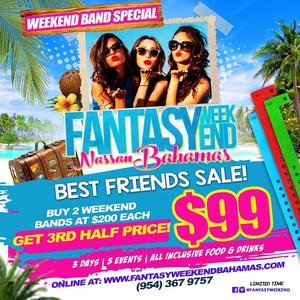 WEEKEND BAND SPECIAL
FANTASY WEEK
END
Nassau Bahamas
BEST FRIENDS SALE!
BUY 2 WEEKEND
BANDS AT $200 EACH
GET 3RD HALF PRICE!
$99
3 DAYS | 5 EVENTS | ALL INCLUSIVE FOOD & DRINKS
ONLINE AT: WWW.FANTASYWEEKENDBAHAMAS.COM
(954) 367 9757
LIMITED TIME
@FANTASYWEEKEND